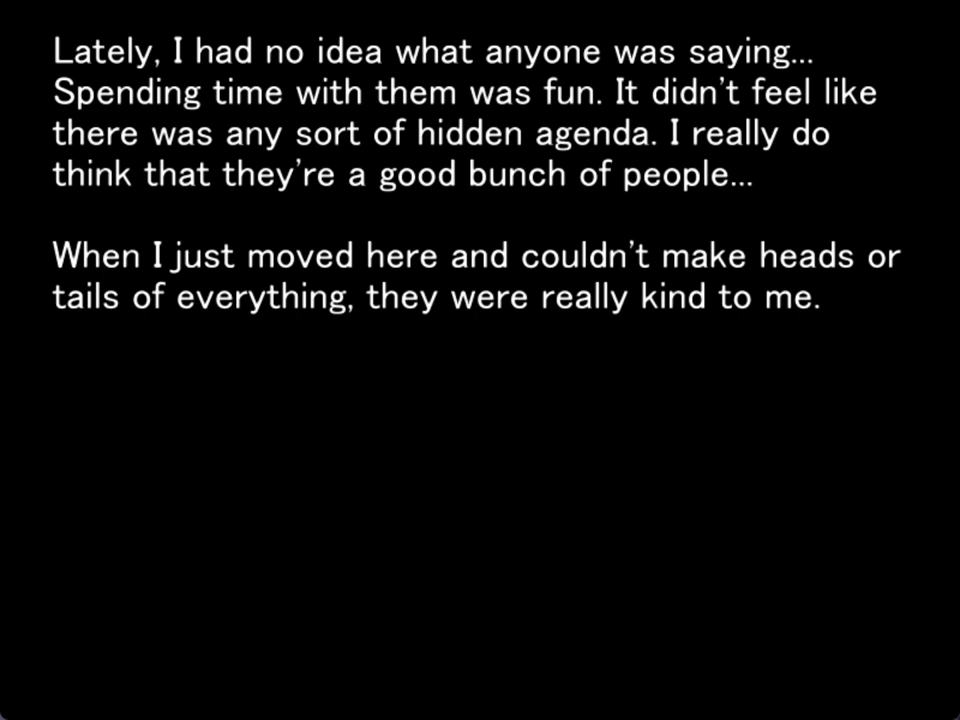 Lately, I had no idea what anyone was saying...
Spending time with them was fun. It didn't feel like
there was any sort of hidden agenda. I really do
think that they're a good bunch of people...
When I just moved here and couldn't make heads or
tails of everything, they were really kind to me.